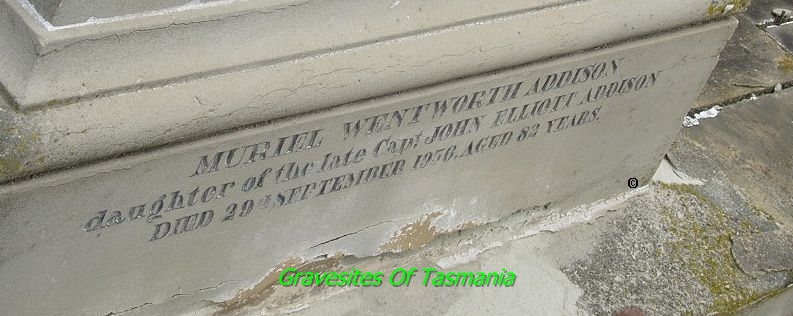 MURIEL WENTWORTH ADDISON
daughter of the late Capt JOHN ELLIOTT ADDISON
DIED 29th SEPTEMBER 1956. AGED 82 YEARS.
©
Gravesites Of Tasmania